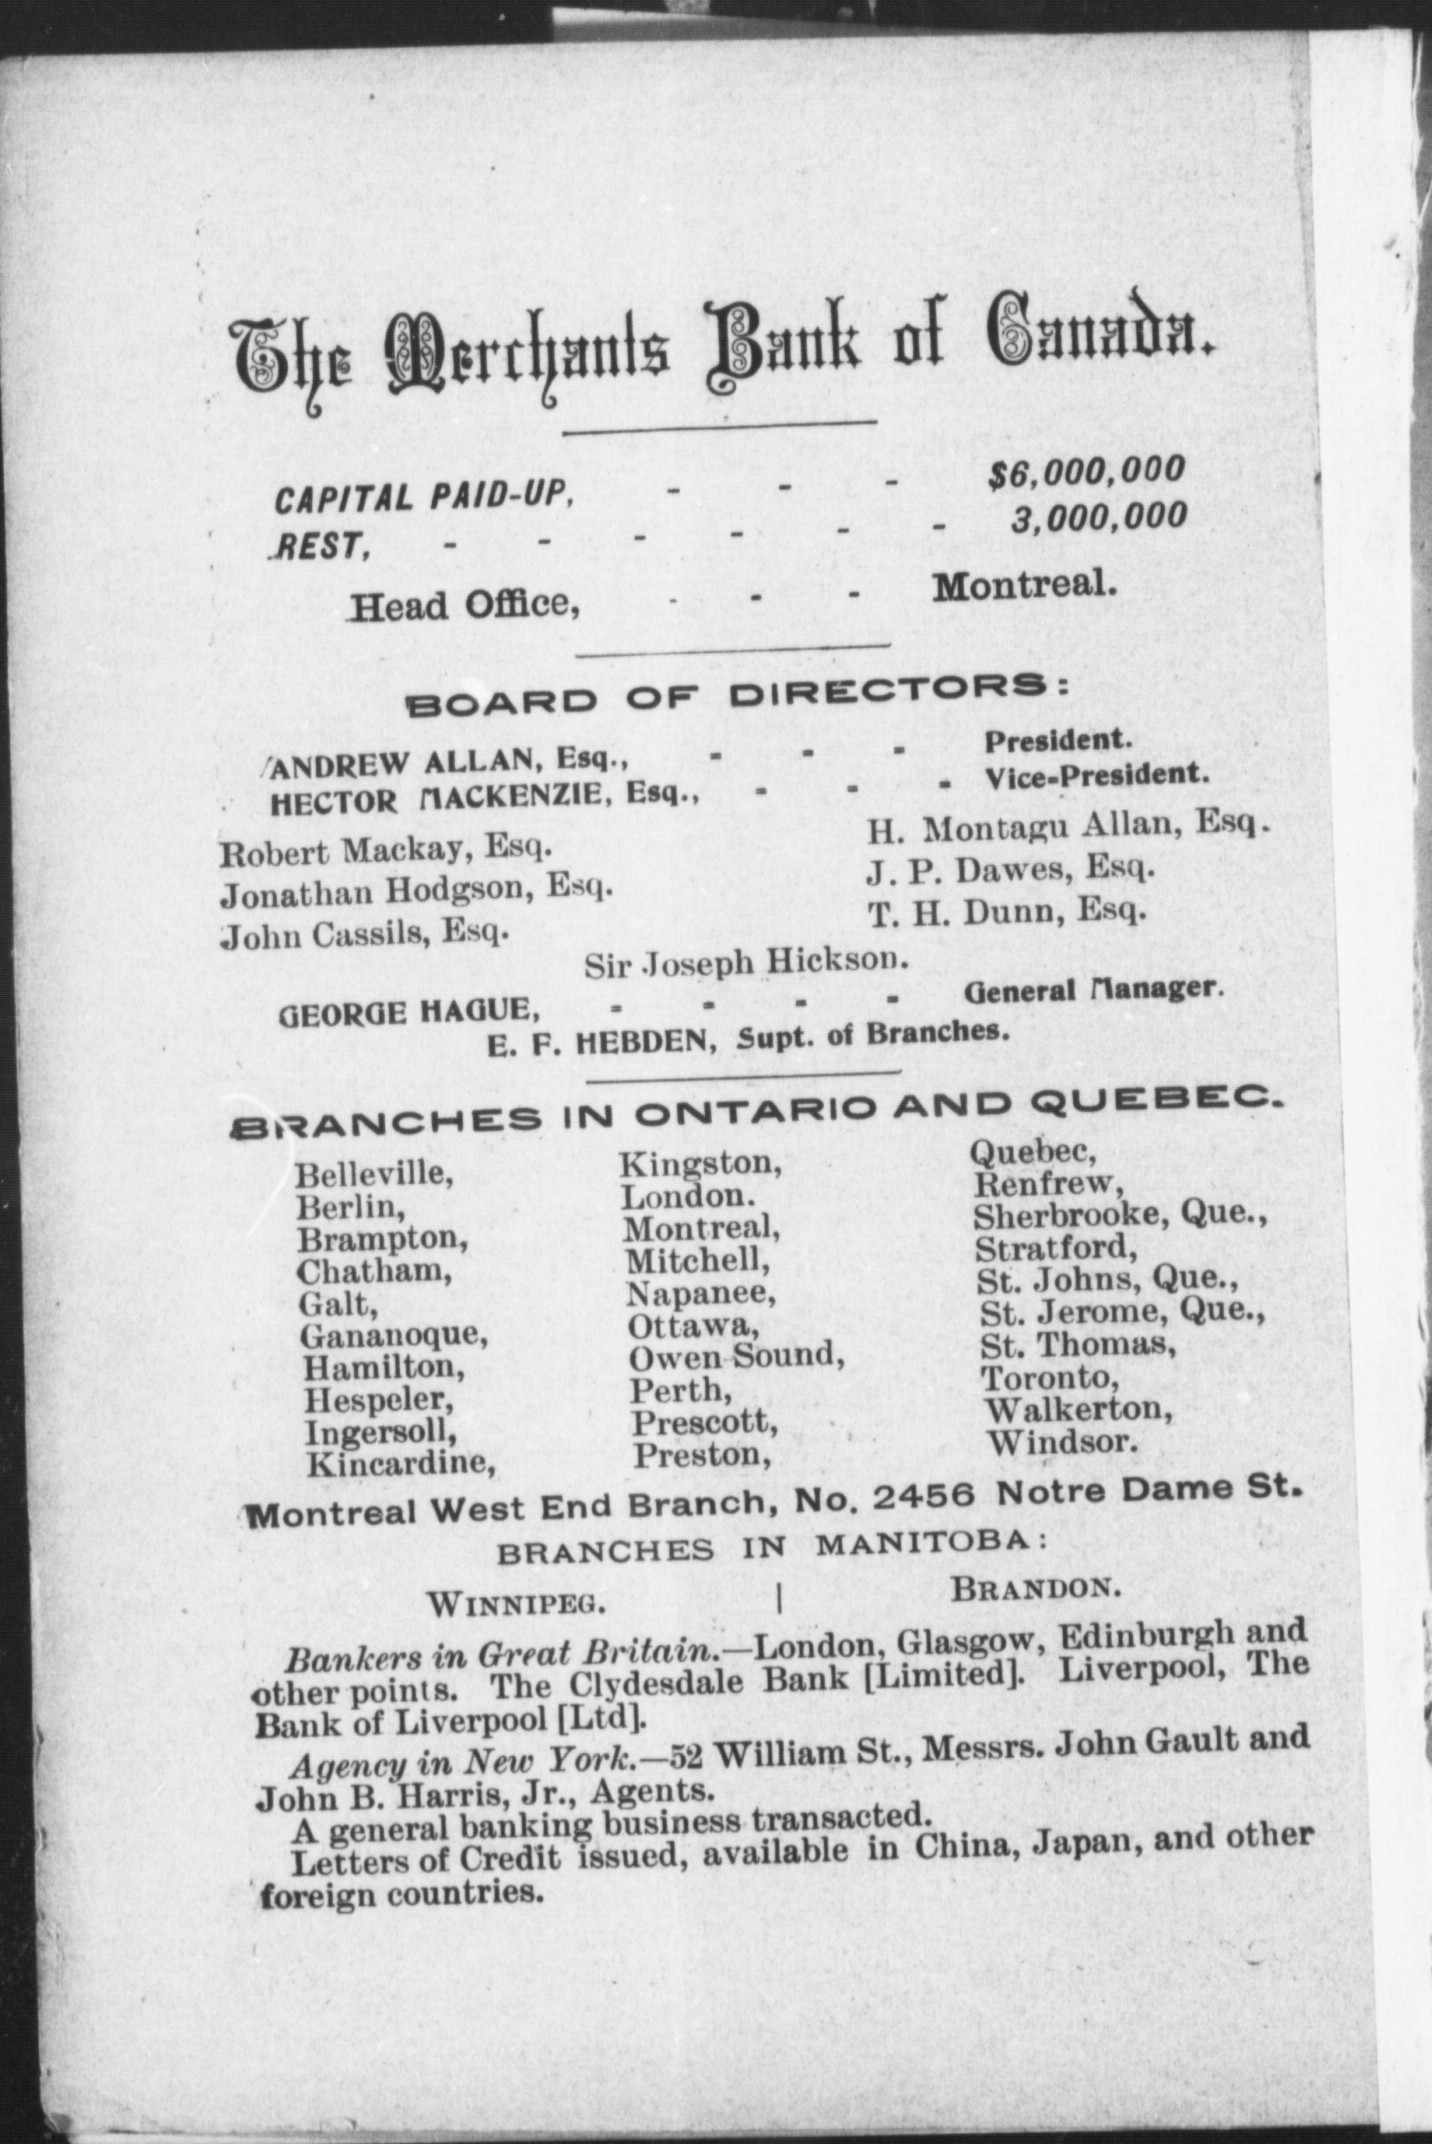 The Merchants Bank of Canada.
CAPITAL PAID-UP, - - - $6,000,000
REST, - - - - - - 3,000,000
Head Office, - - - Montreal.
BOARD OF DIRECTORS:
ANDREW ALLAN, Esq., - - - President.
HECTOR MACKENZIE, Esq., - - - Vice-President.
Robert Mackay, Esq. H. Montagu Allan, Esq.
Jonathan Hodgson, Esq. J. P. Dawes, Esq.
John Cassils, Esq. T. H. Dunn, Esq.
Sir Joseph Hickson.
GEORGE HAGUE, - - - - General Manager.
E. F. HEBDEN, Supt. of Branches.
BRANCHES IN ONTARIO AND QUEBEC.
Belleville, Kingston, Quebec,
Berlin, London. Renfrew,
Brampton, Montreal, Sherbrooke, Que.,
Chatham, Mitchell, Stratford,
Galt, Napanee, St. Johns, Que.,
Gananoque, Ottawa, St. Jerome, Que.,
Hamilton, Owen Sound, St. Thomas,
Hespeler, Perth, Toronto,
Ingersoll, Prescott, Walkerton,
Kincardine, Preston, Windsor.
Montreal West End Branch, No. 2456 Notre Dame St.
BRANCHES IN MANITOBA:
WINNIPEG. | BRANDON.
Bankers in Great Britain.—London, Glasgow, Edinburgh and
other points. The Clydesdale Bank [Limited]. Liverpool, The
Bank of Liverpool [Ltd].
Agency in New York.—52 William St., Messrs. John Gault and
John B. Harris, Jr., Agents.
A general banking business transacted.
Letters of Credit issued, available in China, Japan, and other
foreign countries.